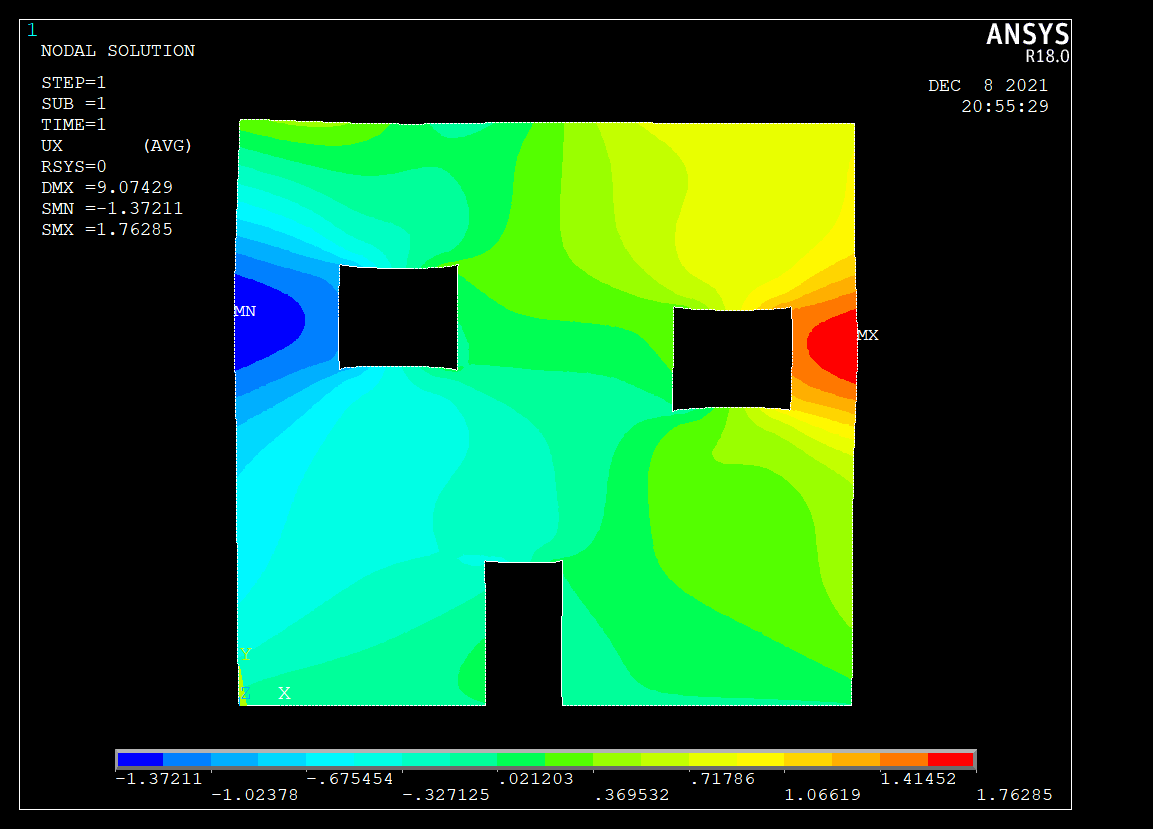 1
ANSYS
R18.0
NODAL SOLUTION
DEC 8 2021
20:55:29
STEP=1
SUB =1
TIME=1
UX (AVG)
RSYS=0
DMX =9.07429
SMN =-1.37211
SMX =1.76285
MN
MX
Y
Z X
-1.37211 -.675454 .021203 .71786 1.41452
-1.02378 -.327125 .369532 1.06619 1.76285